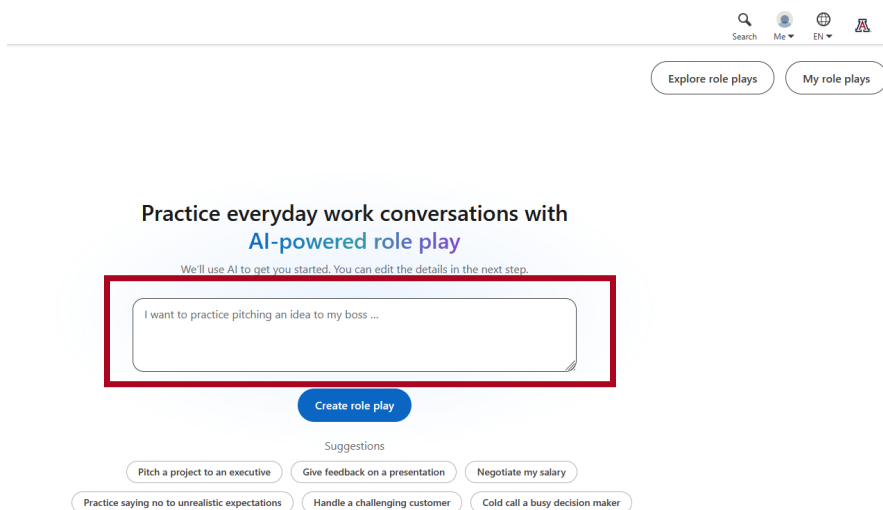 Search Me EN A
Explore role plays My role plays
Practice everyday work conversations with
AI-powered role play
We'll use AI to get you started. You can edit the details in the next step.
I want to practice pitching an idea to my boss ...
Create role play
Suggestions
Pitch a project to an executive Give feedback on a presentation Negotiate my salary
Practice saying no to unrealistic expectations Handle a challenging customer Cold call a busy decision maker